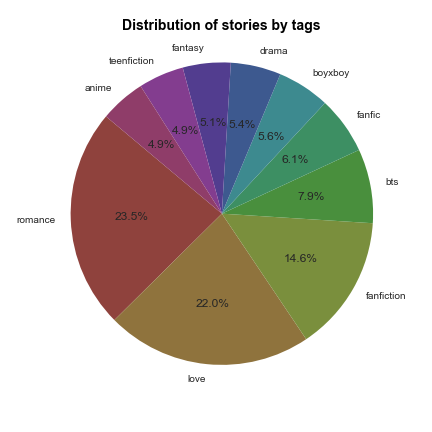 Distribution of stories by tags
fantasy
drama
teenfiction
boyxboy
anime
fanfic
5.1%
5.4%
4.9%
5.6%
4.9%
6.1%
bts
7.9%
romance
23.5%
14.6%
fanfiction
22.0%
love